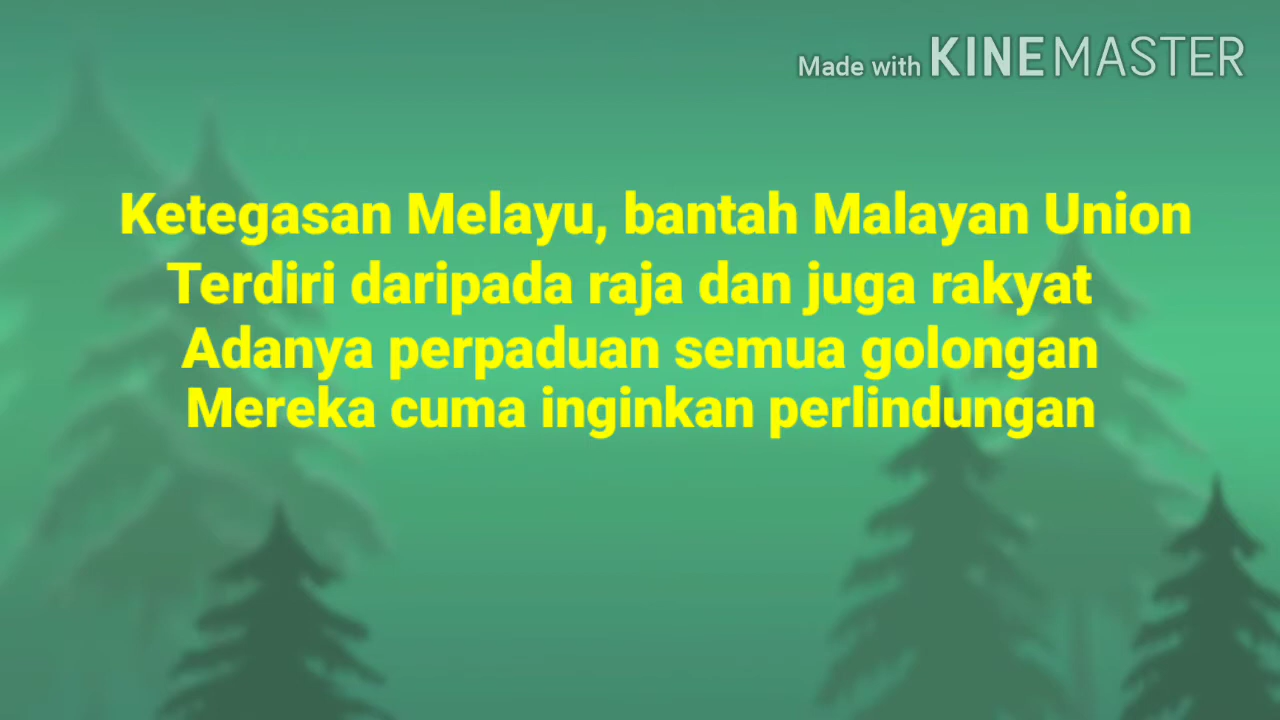 Made with KINEMASTER
Ketegasan Melayu, bantah Malayan Union
Terdiri daripada raja dan juga rakyat
Adanya perpaduan semua golongan
Mereka cuma inginkan perlindungan